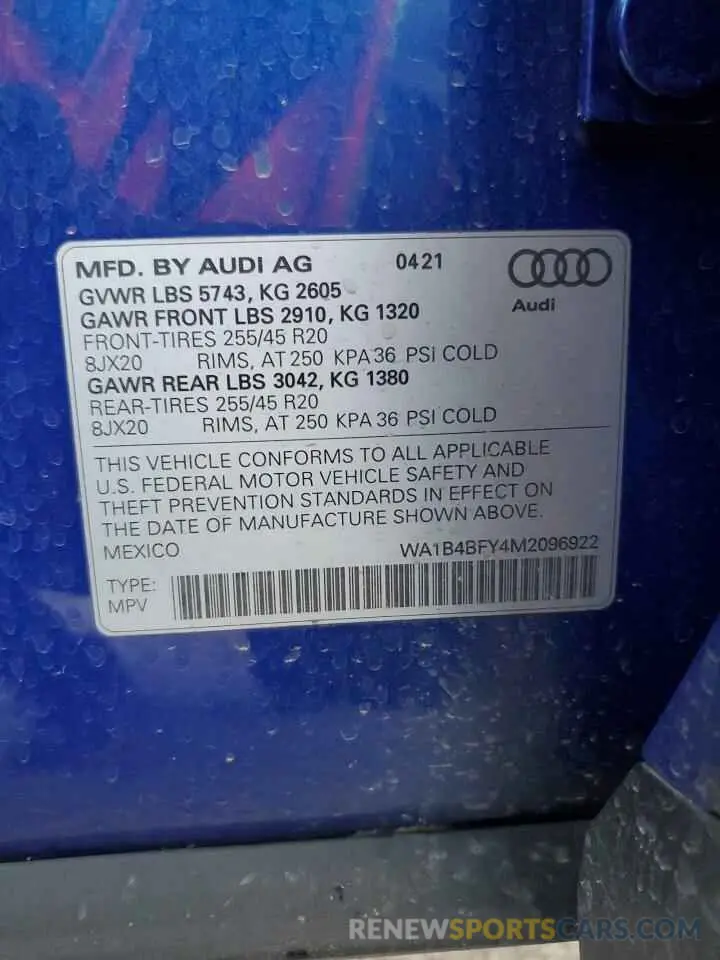 MFD. BY AUDI AG 0421
GVWR LBS 5743, KG 2605
Audi
GAWR FRONT LBS 2910, KG 1320
FRONT-TIRES 255/45 R20
8JX20 RIMS, AT 250 KPA 36 PSI COLD
GAWR REAR LBS 3042, KG 1380
REAR-TIRES 255/45 R20
8JX20 RIMS, AT 250 KPA 36 PSI COLD
THIS VEHICLE CONFORMS TO ALL APPLICABLE
U.S. FEDERAL MOTOR VEHICLE SAFETY AND
THEFT PREVENTION STANDARDS IN EFFECT ON
THE DATE OF MANUFACTURE SHOWN ABOVE.
MEXICO WA1B4BFY4M2096922
TYPE:
MPV
RENEWSPORTSCARS.COM